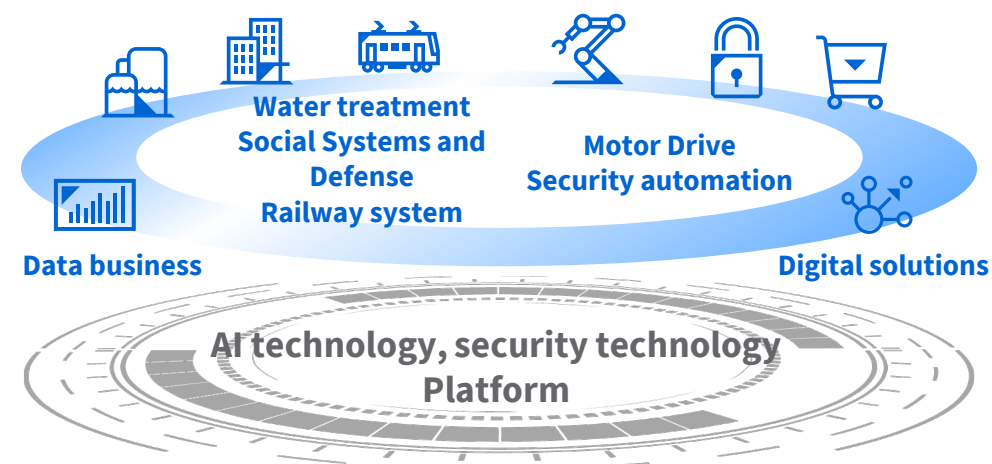 Water treatment
Social Systems and
Defense
Railway system
Motor Drive
Security automation
Data business
Digital solutions
AI technology, security technology
Platform